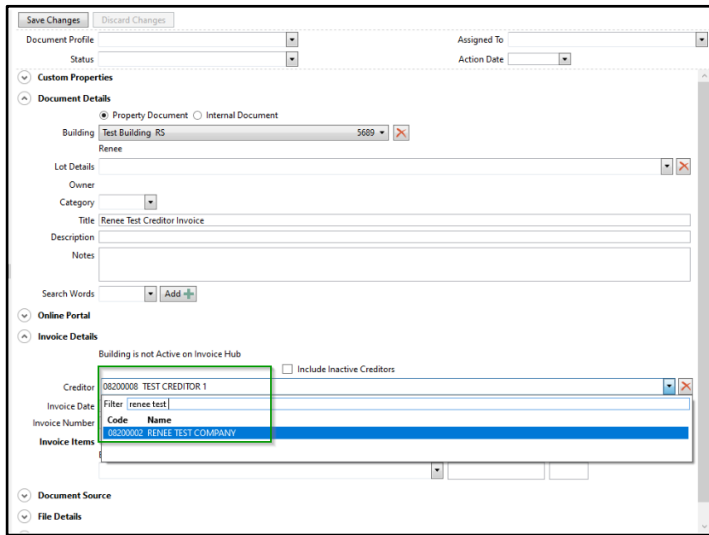 Save Changes Discard Changes
Document Profile Assigned To
Status Action Date
Custom Properties
Document Details
Property Document Internal Document
Building Test Building RS 5689
Renee
Lot Details
Owner
Category
Title Renee Test Creditor Invoice
Description
Notes
Search Words Add
Online Portal
Invoice Details
Building is not Active on Invoice Hub
Include Inactive Creditors
Creditor 08200008 TEST CREDITOR 1
Invoice Date Filter renee test
Invoice Number Code Name
08200002 RENEE TEST COMPANY
Invoice Items
Document Source
File Details